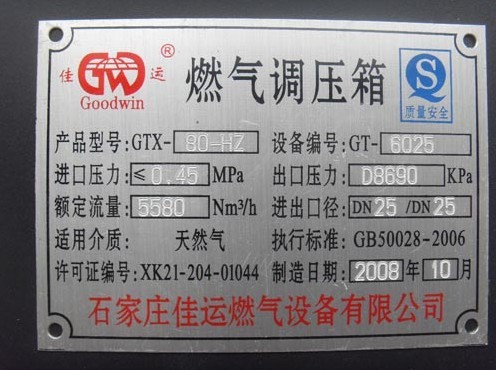 佳 GW 运 ® 燃气调压箱 QS
Goodwin 质量安全
产品型号:GTX-80-HZ 设备编号:GT-6025
进口压力:≤0.45MPa 出口压力:D8690 KPa
额定流量:5580 Nm³/h 进出口径:DN25/DN25
适用介质: 天然气 执行标准: GB50028-2006
许可证编号:XK21-204-01044 制造日期:2008年10月
石家庄佳运燃气设备有限公司